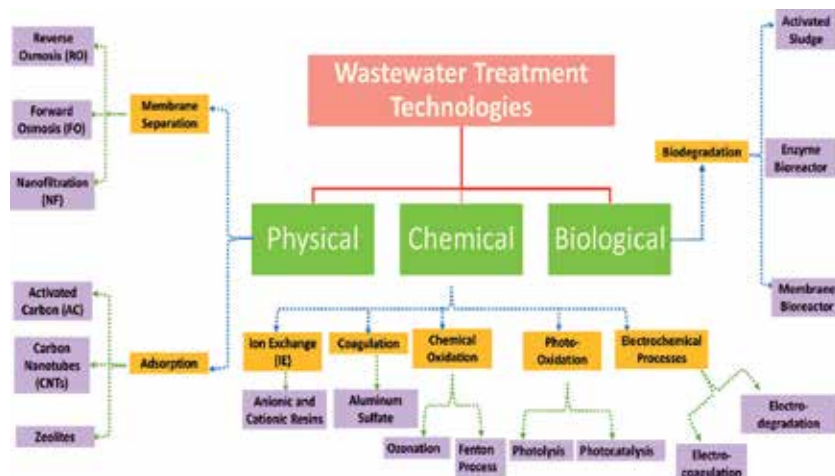 Wastewater Treatment
Technologies
Physical
Chemical
Biological
Membrane
Separation
Reverse
Osmosis (RO)
Forward
Osmosis (FO)
Nanofiltration
(NF)
Adsorption
Activated
Carbon (AC)
Carbon
Nanotubes
(CNTs)
Zeolites
Ion Exchange
(IE)
Anionic and
Cationic Resins
Coagulation
Aluminum
Sulfate
Chemical
Oxidation
Ozonation
Fenton
Process
Photo-
Oxidation
Photolysis
Photocatalysis
Electrochemical
Processes
Electro-
coagulation
Electro-
degradation
Biodegradation
Activated
Sludge
Enzyme
Bioreactor
Membrane
Bioreactor